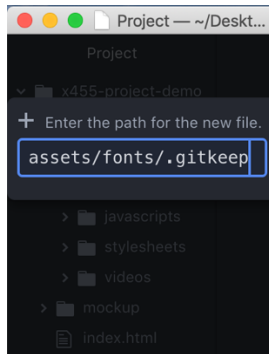 Project — ~/Deskt...
Project
x455-project-demo
Enter the path for the new file.
assets/fonts/.gitkeep
javascripts
stylesheets
videos
mockup
index.html